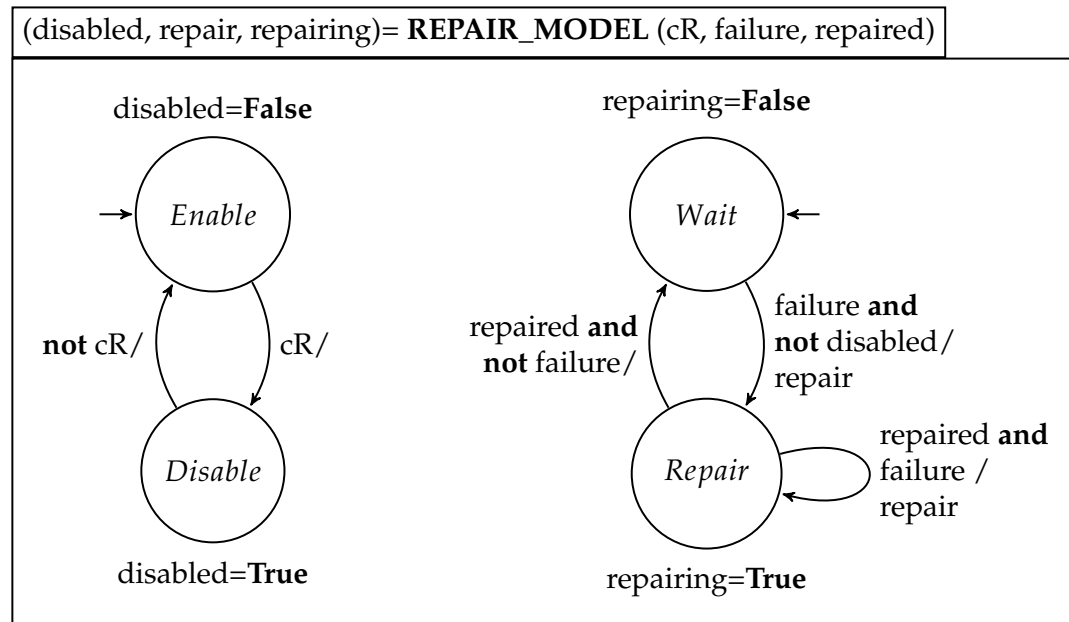 (disabled, repair, repairing)= REPAIR_MODEL (cR, failure, repaired)
disabled=False
Enable
not cR/
cR/
Disable
disabled=True
repairing=False
Wait
repaired and
not failure/
failure and
not disabled/
repair
Repair
repaired and
failure /
repair
repairing=True